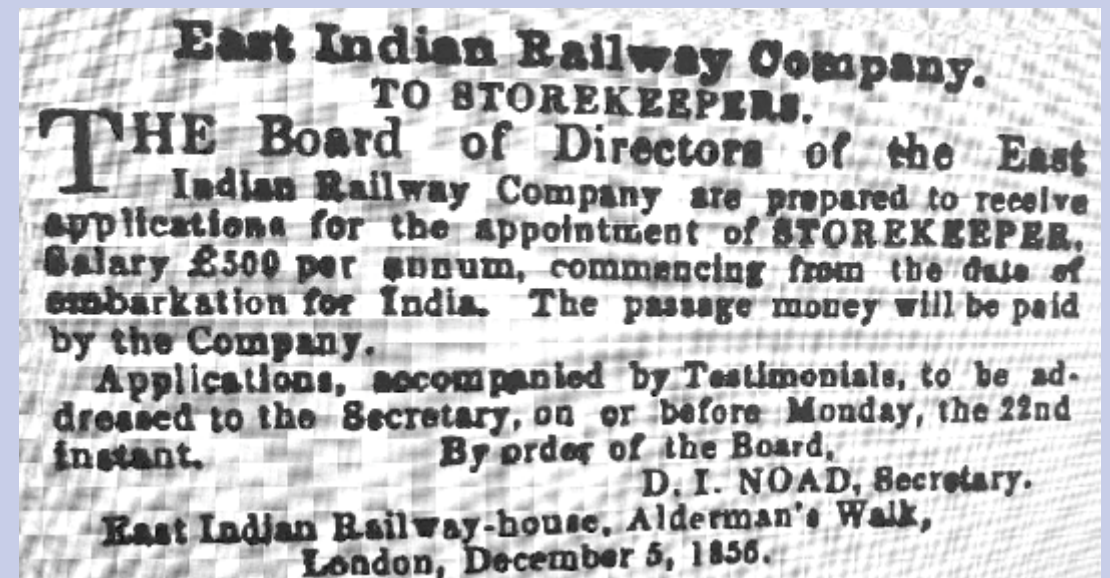 East Indian Railway Company.
TO STOREKEEPERS.
THE Board of Directors of the East
Indian Railway Company are prepared to receive
applications for the appointment of STOREKEEPER.
Salary £500 per annum, commencing from the date of
embarkation for India. The passage money will be paid
by the Company.
Applications, accompanied by Testimonials, to be ad-
dressed to the Secretary, on or before Monday, the 22nd
instant. By order of the Board,
D. I. NOAD, Secretary.
East Indian Railway-house, Alderman's Walk,
London, December 5, 1856.